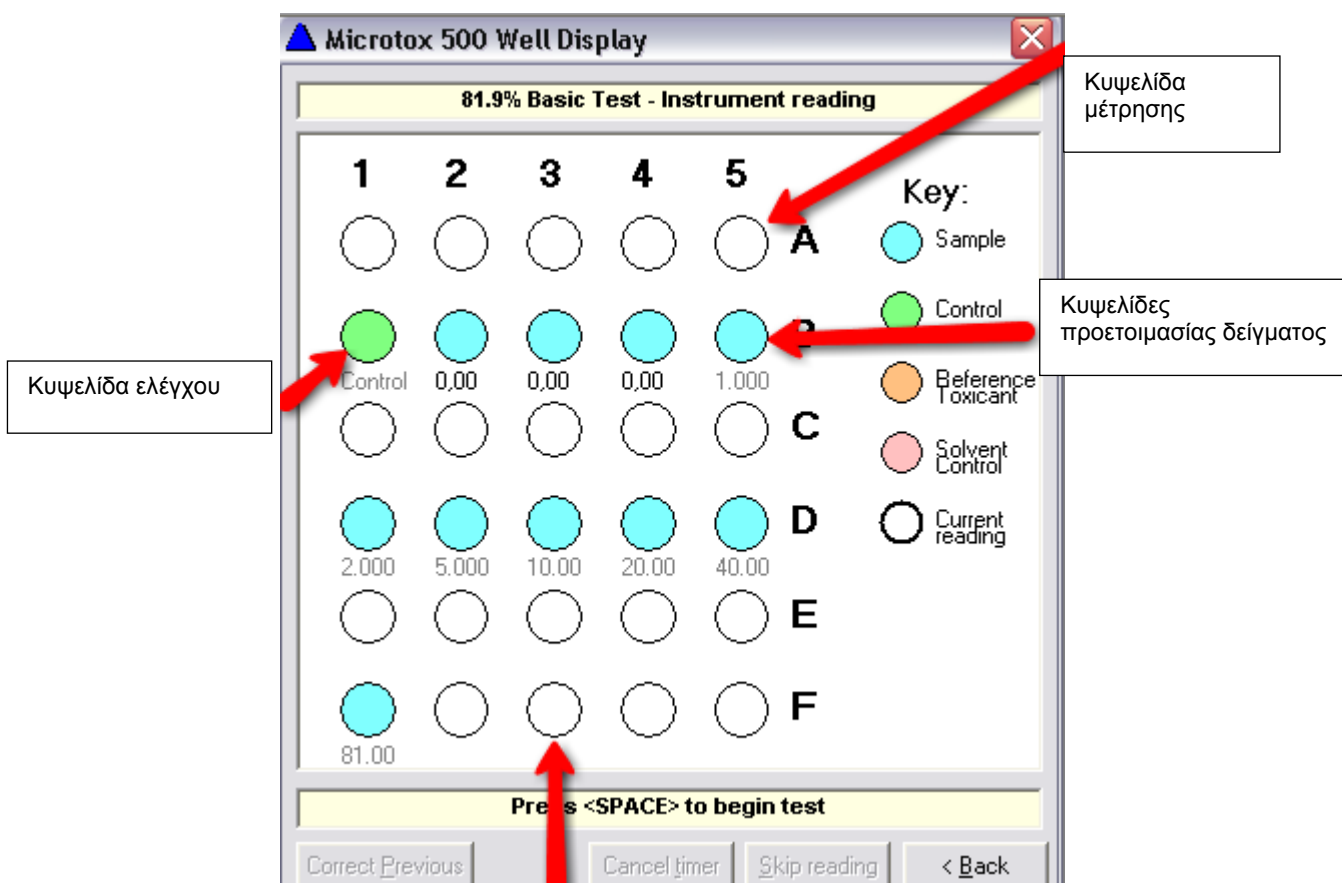 Microtox 500 Well Display
81.9% Basic Test - Instrument reading
Κυψελίδα
μέτρησης
1 2 3 4 5
Key:
A
Sample
Control
Κυψελίδες
προετοιμασίας δείγματος
Κυψελίδα ελέγχου
Control 0,00 0,00 0,00 1.000
Reference
Toxicant
C
Solvent
Control
D
Current
reading
2.000 5.000 10.00 20.00 40.00
E
F
81.00
Press <SPACE> to begin test
Correct Previous Cancel timer Skip reading < Back